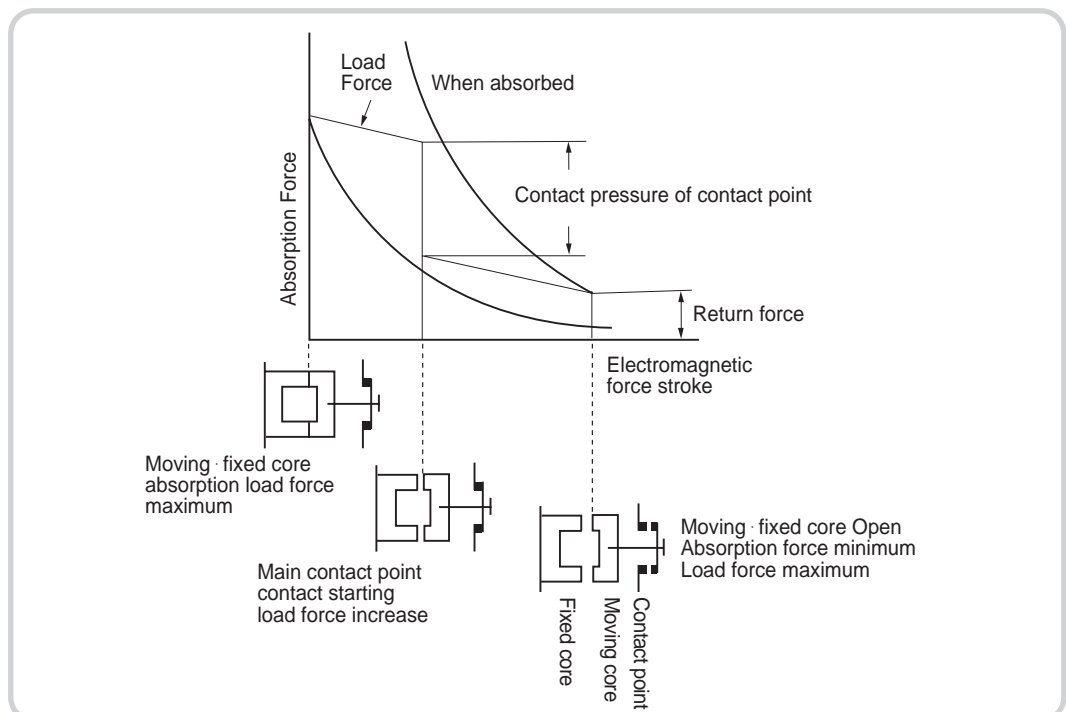 Load
Force
When absorbed
Absorption Force
Contact pressure of contact point
Return force
Electromagnetic
force stroke
Moving · fixed core
absorption load force
maximum
Main contact point
contact starting
load force increase
Moving · fixed core Open
Absorption force minimum
Load force maximum
Fixed core
Moving core
Contact point